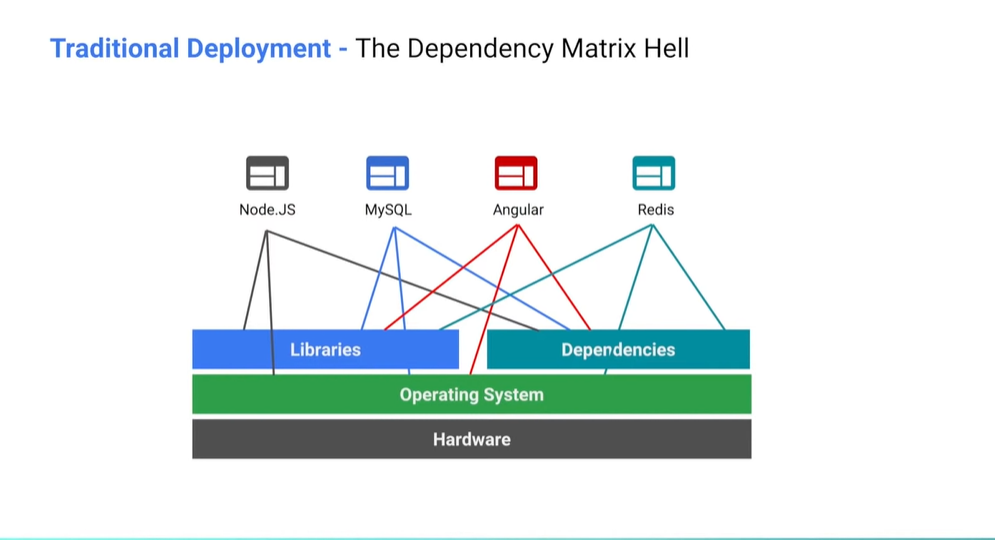 Traditional Deployment - The Dependency Matrix Hell
Node.JS
MySQL
Angular
Redis
Libraries
Dependencies
Operating System
Hardware